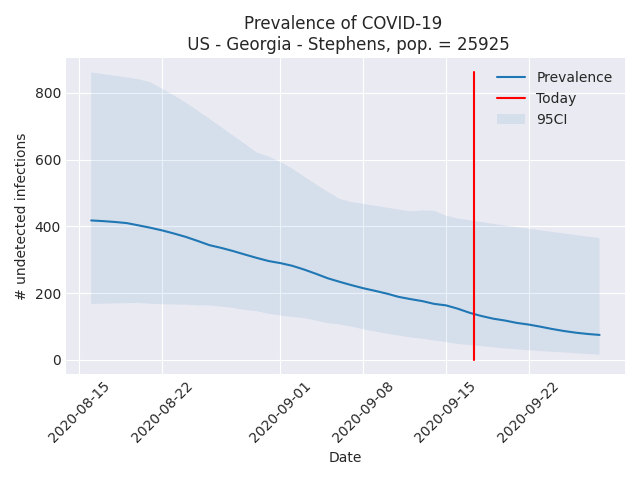 Prevalence of COVID-19
US - Georgia - Stephens, pop. = 25925
Prevalence
Today
95CI
800
600
400
200
0
# undetected infections
2020-08-15
2020-08-22
2020-09-01
2020-09-08
2020-09-15
2020-09-22
Date